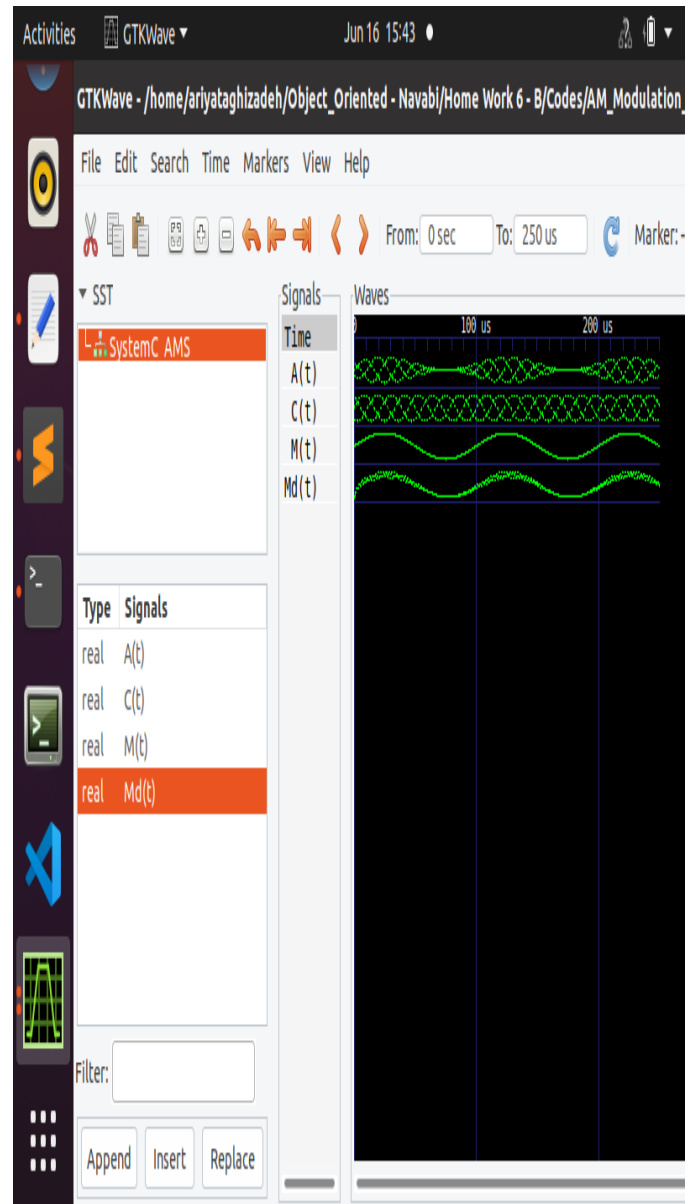 Activities GTKWave Jun 16 15:43
GTKWave - /home/ariyataghizadeh/Object_Oriented - Navabi/Home Work 6 - B/Codes/AM_Modulation_
File Edit Search Time Markers View Help
From: 0 sec To: 250 us Marker: -
SST
SystemC AMS
Type Signals
real A(t)
real C(t)
real M(t)
real Md(t)
Filter:
Append Insert Replace
Signals
Time
A(t)
C(t)
M(t)
Md(t)
Waves
100 us 200 us